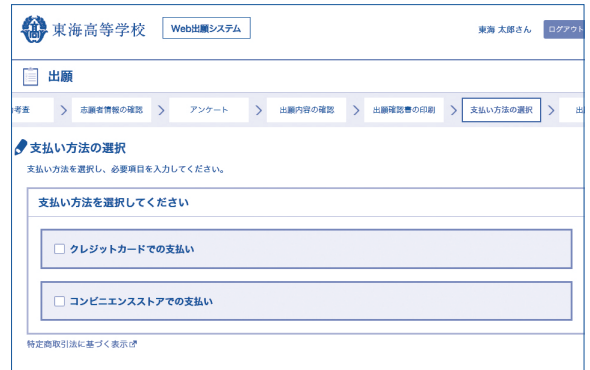 東海高等学校 Web出願システム 東海 太郎さん ログアウト
出願
考査 志願者情報の確認 アンケート 出願内容の確認 出願確認書の印刷 支払い方法の選択 出
支払い方法の選択
支払い方法を選択し、必要項目を入力してください。
支払い方法を選択してください
クレジットカードでの支払い
コンビニエンスストアでの支払い
特定商取引法に基づく表示